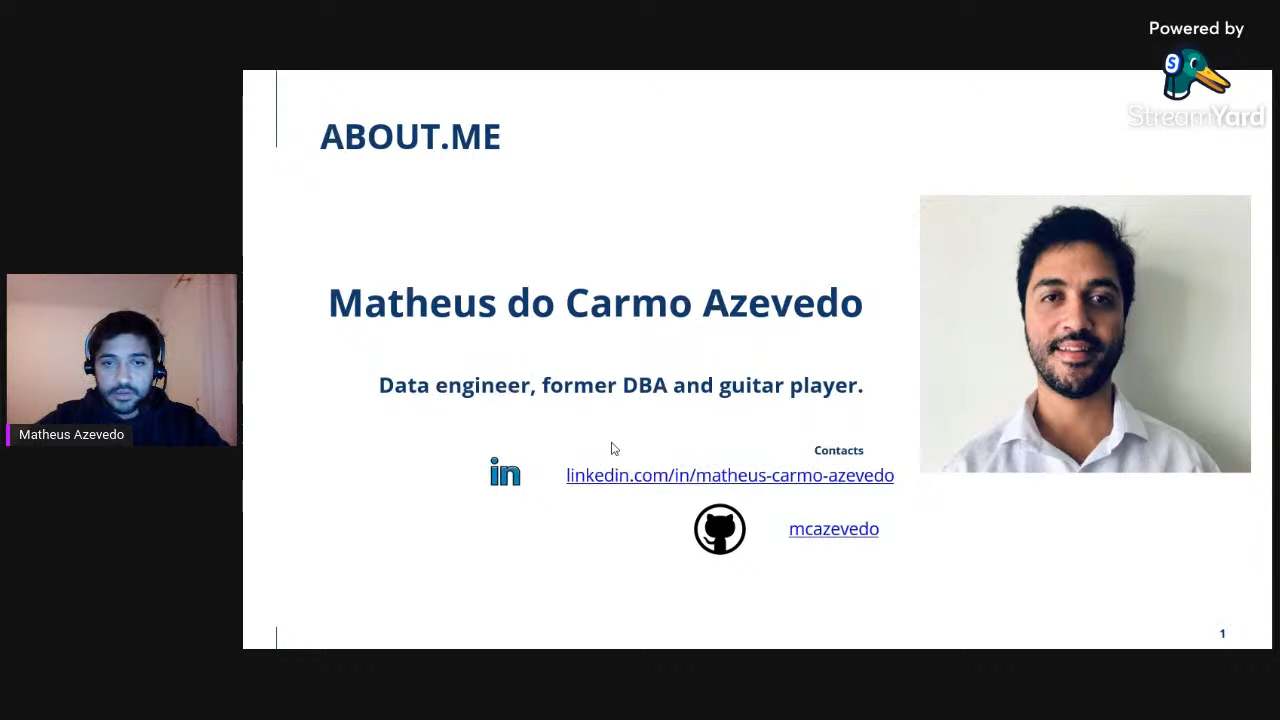 Powered by
StreamYard
ABOUT.ME
Matheus do Carmo Azevedo
Data engineer, former DBA and guitar player.
Contacts
in
linkedin.com/in/matheus-carmo-azevedo
mcazevedo
Matheus Azevedo
1